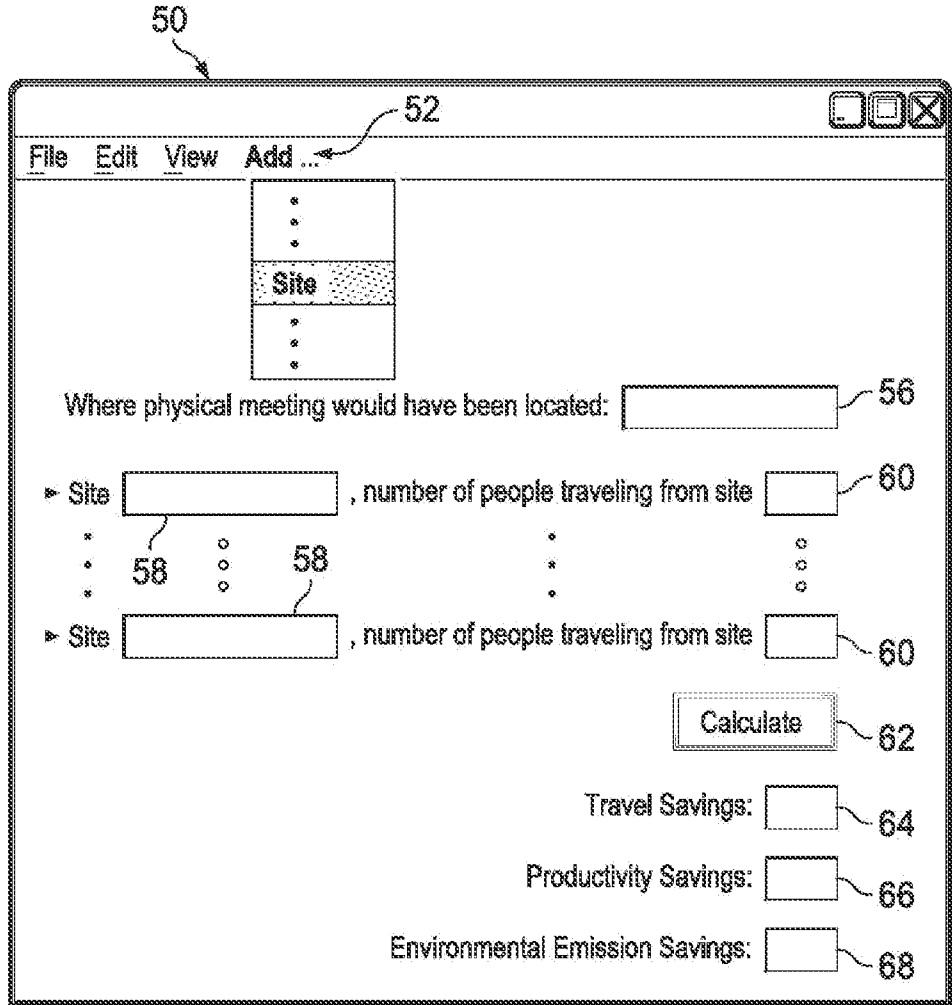 50
52
File Edit View Add ...
Site
Where physical meeting would have been located: 56
► Site , number of people traveling from site 60
58 58
► Site , number of people traveling from site 60
Calculate 62
Travel Savings: 64
Productivity Savings: 66
Environmental Emission Savings: 68